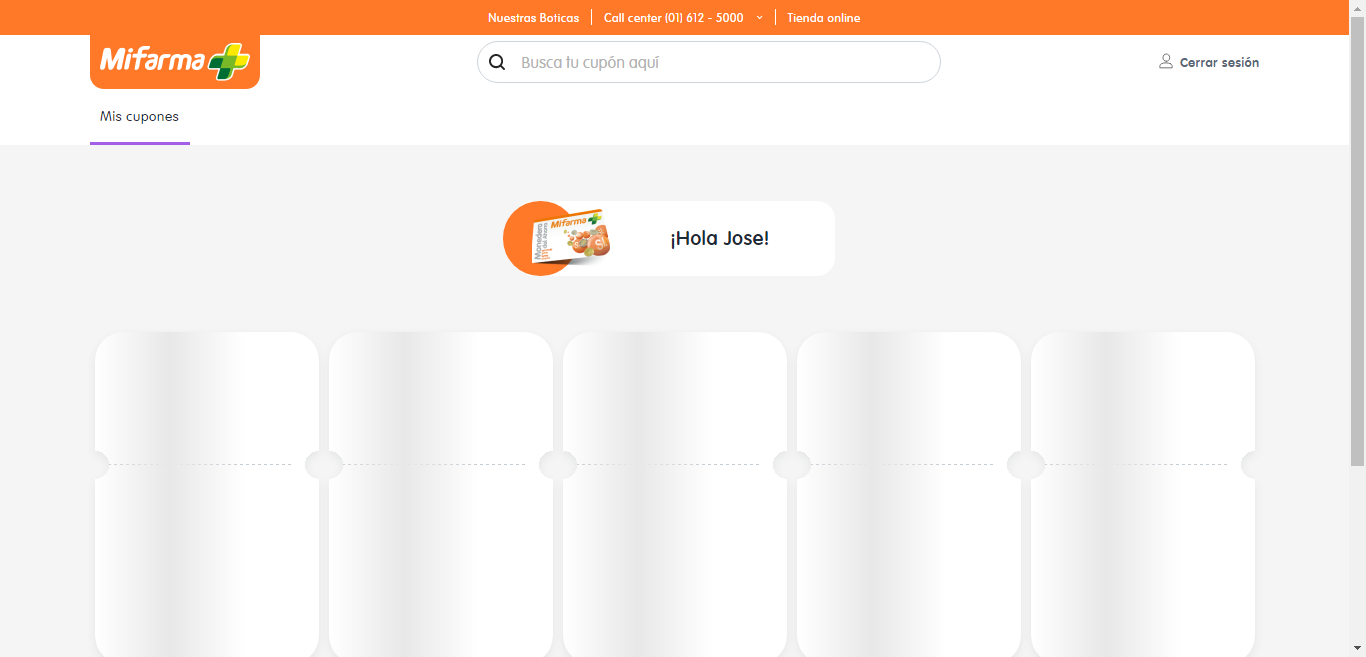 Nuestras Boticas
Call center (01) 612 - 5000
Tienda online
Mifarma
Busca tu cupón aquí
Cerrar sesión
Mis cupones
Mifarma
Monedero
del Ahorro
¡Hola Jose!